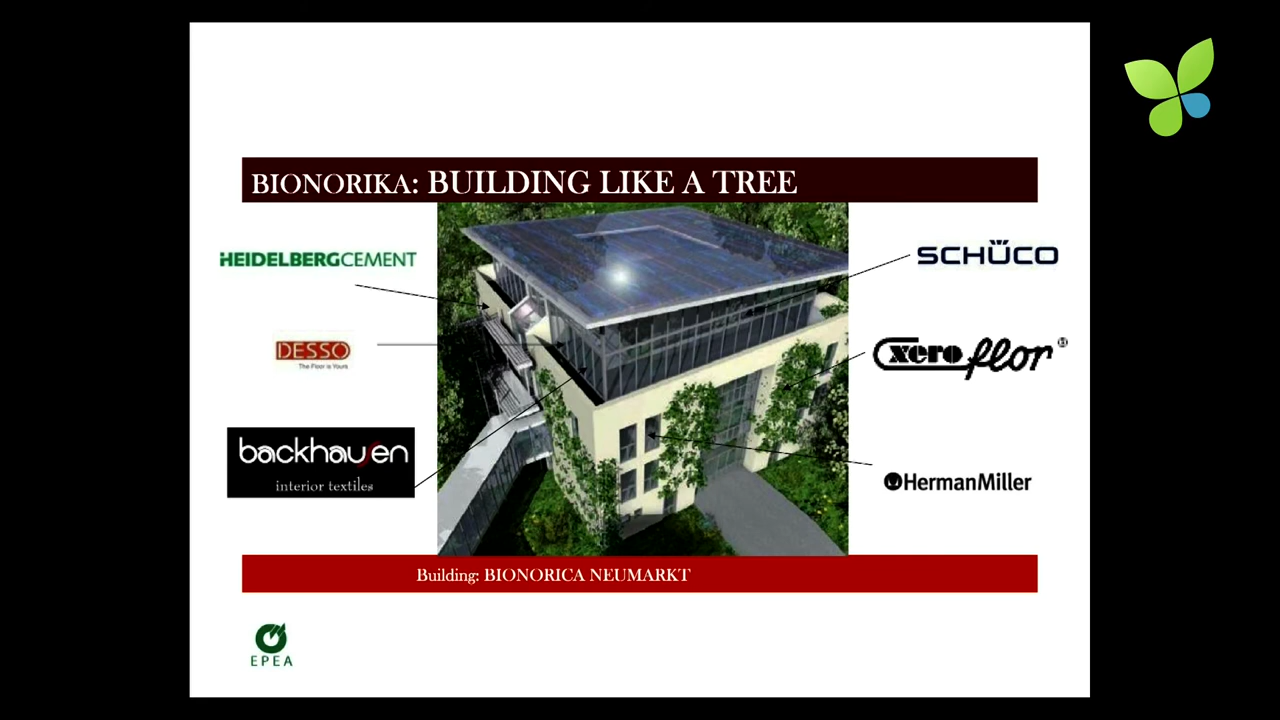 BIONORIKA: BUILDING LIKE A TREE
HEIDELBERGCEMENT
SCHÜCO
DESSO
The Floor is Yours
xero flor®
backhausen
interior textiles
HermanMiller
Building: BIONORICA NEUMARKT
EPEA